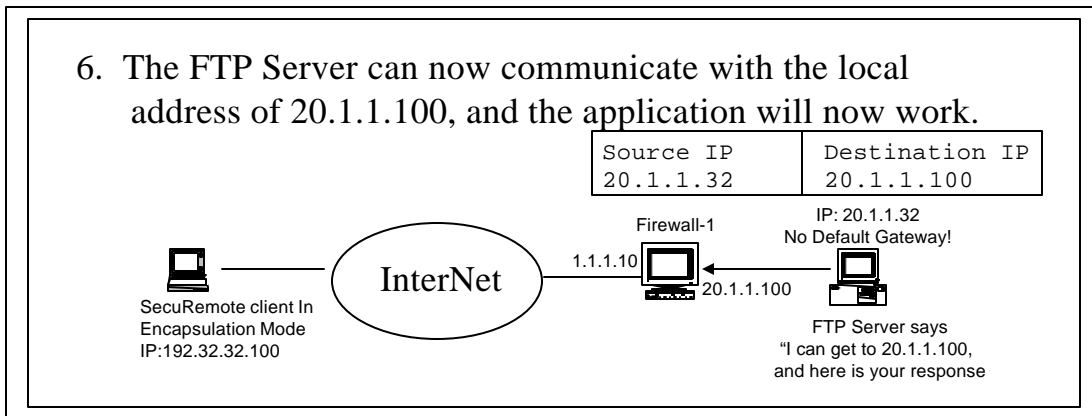 6. The FTP Server can now communicate with the local
address of 20.1.1.100, and the application will now work.
Source IP
20.1.1.32
Destination IP
20.1.1.100
IP: 20.1.1.32
No Default Gateway!
Firewall-1
1.1.1.10
InterNet
20.1.1.100
SecuRemote client In
Encapsulation Mode
IP:192.32.32.100
FTP Server says
“I can get to 20.1.1.100,
and here is your response